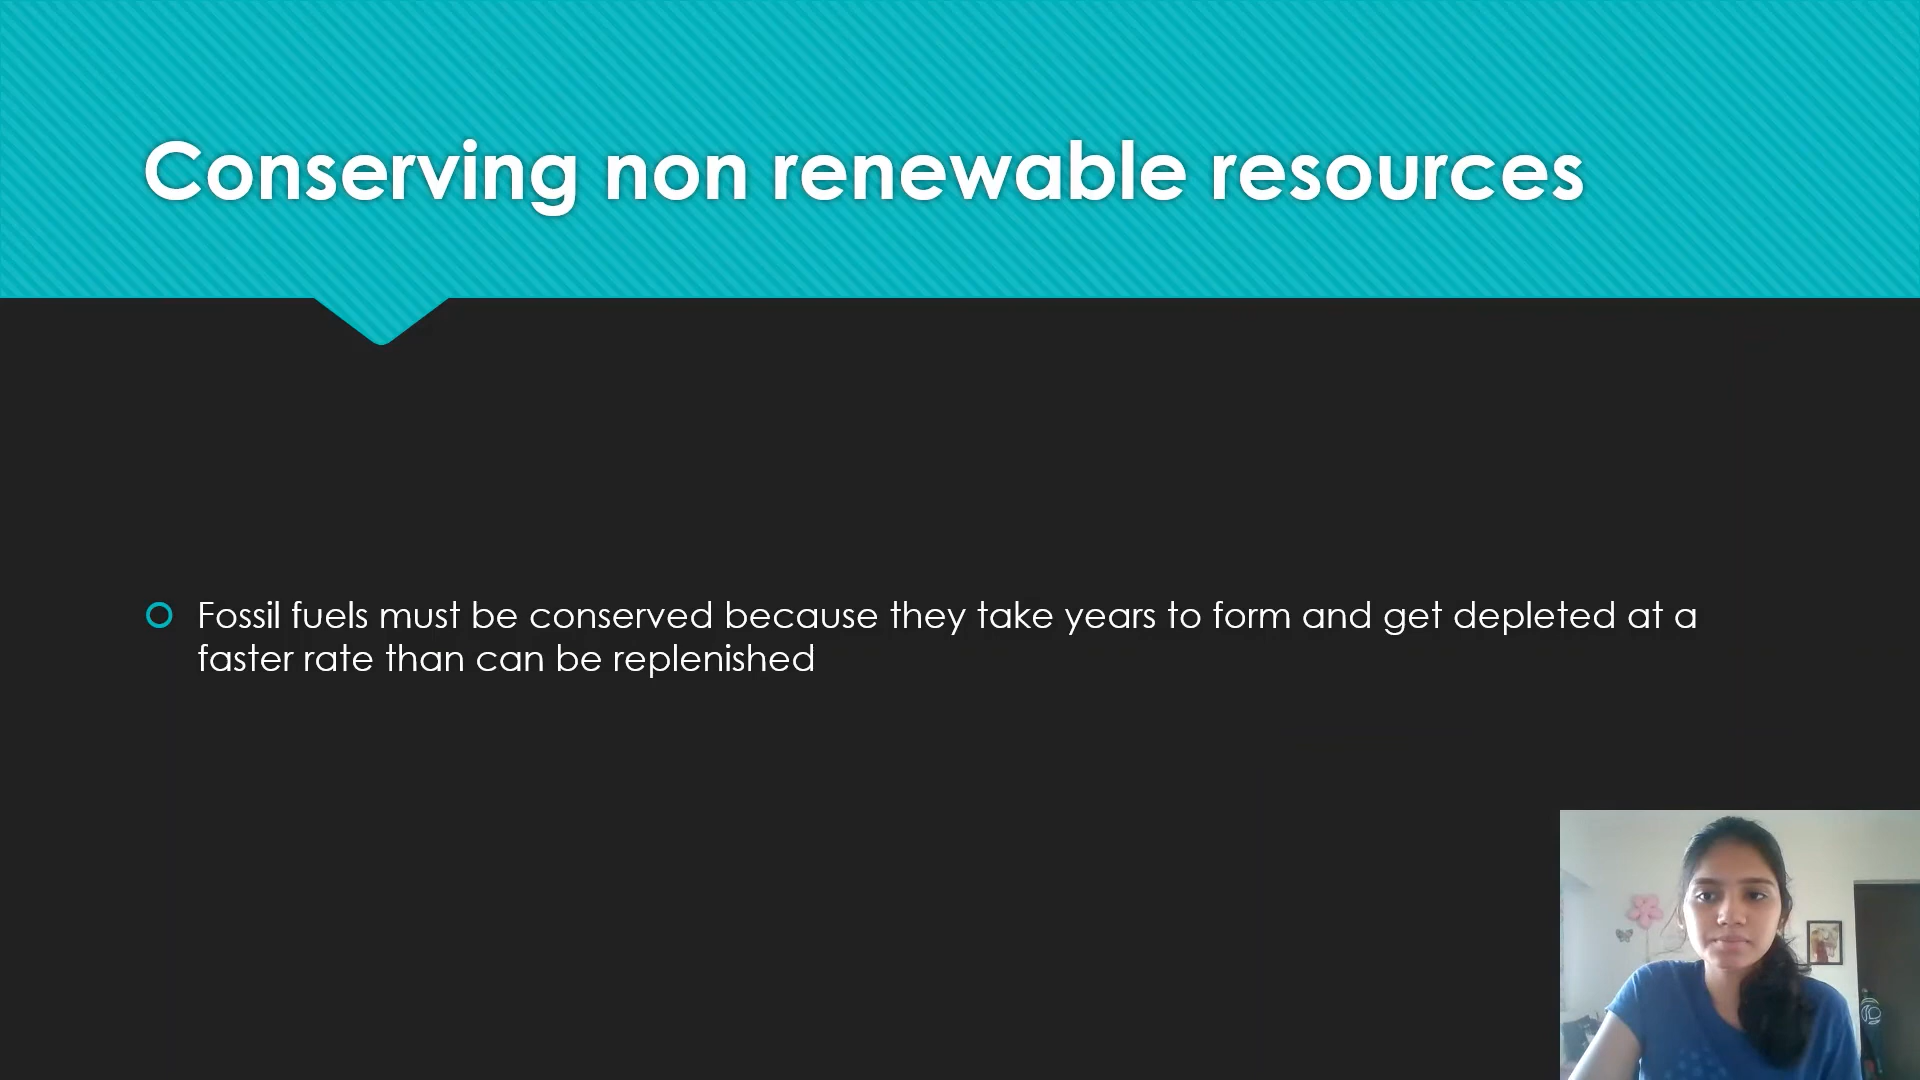 Conserving non renewable resources
Fossil fuels must be conserved because they take years to form and get depleted at a
faster rate than can be replenished